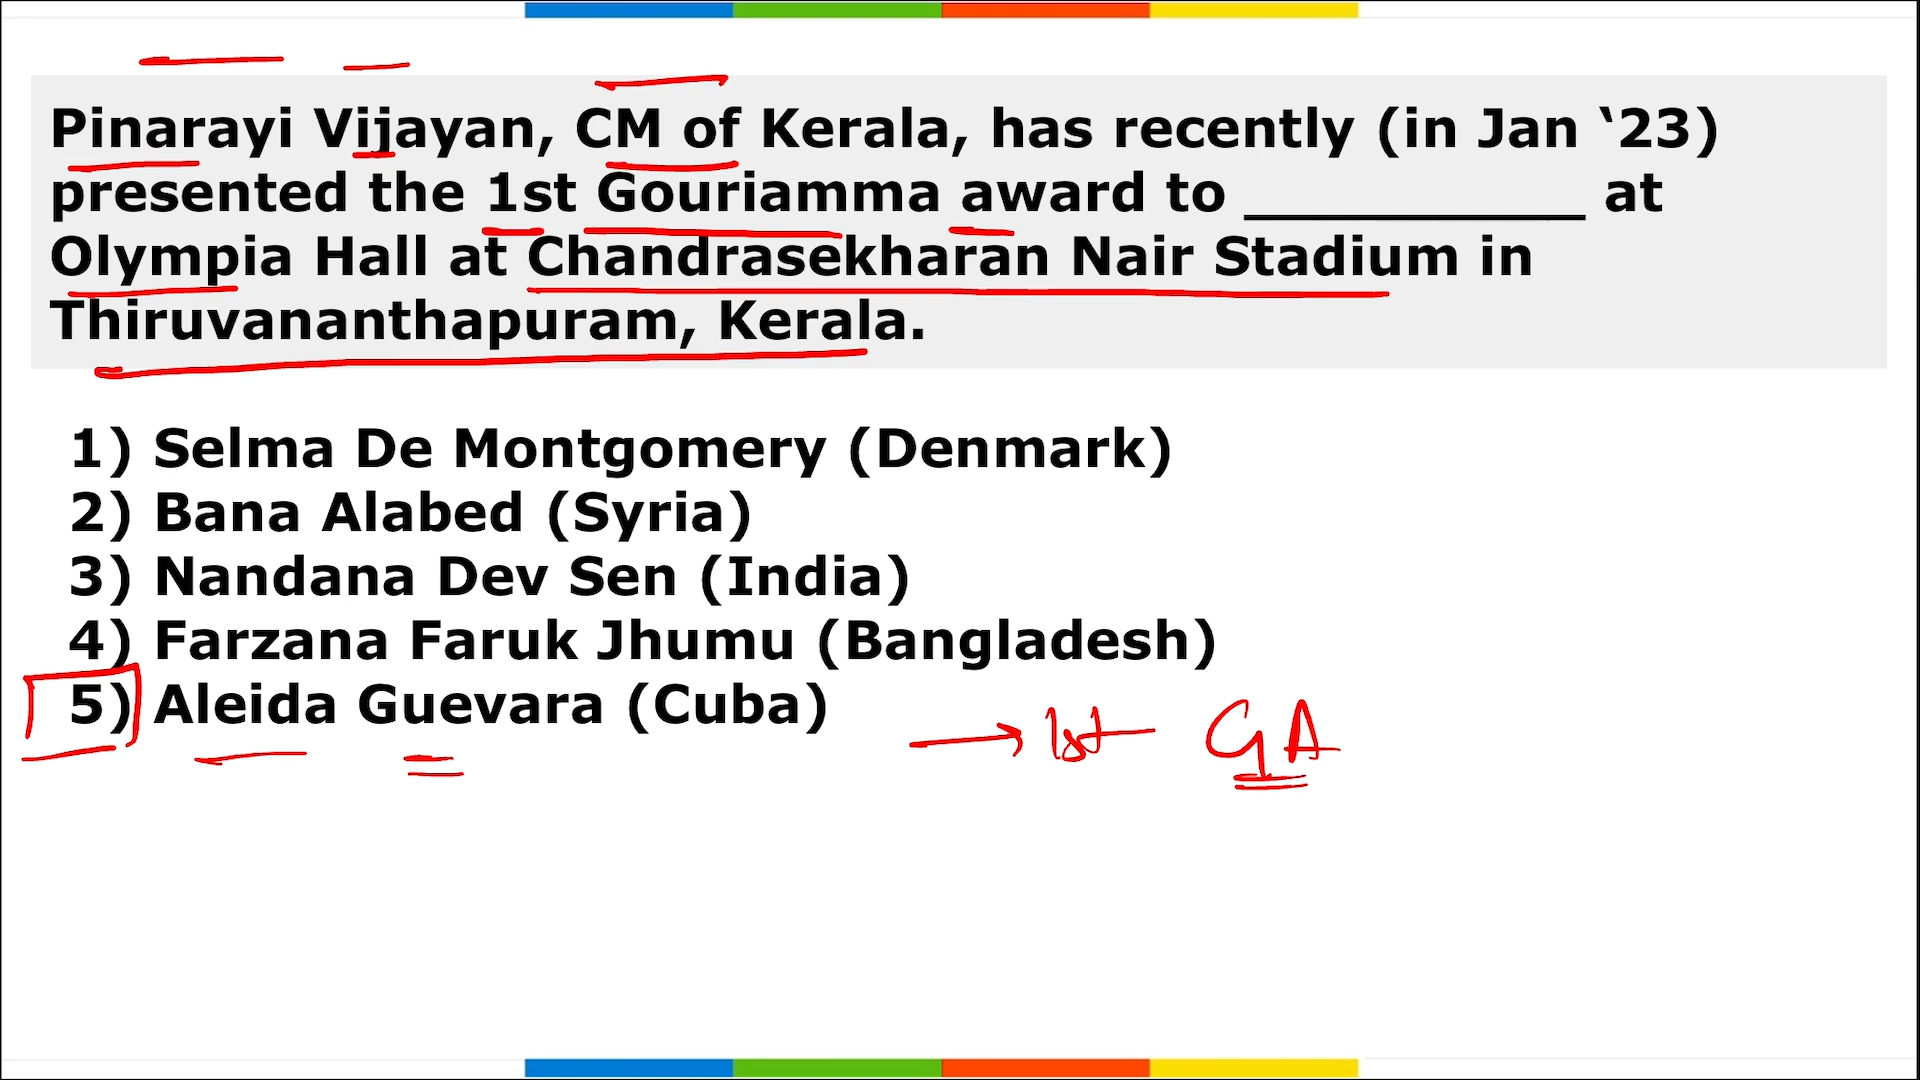 Pinarayi Vijayan, CM of Kerala, has recently (in Jan ‘23)
presented the 1st Gouriamma award to ___________ at
Olympia Hall at Chandrasekharan Nair Stadium in
Thiruvananthapuram, Kerala.
1) Selma De Montgomery (Denmark)
2) Bana Alabed (Syria)
3) Nandana Dev Sen (India)
4) Farzana Faruk Jhumu (Bangladesh)
5) Aleida Guevara (Cuba)
→ 1st GA